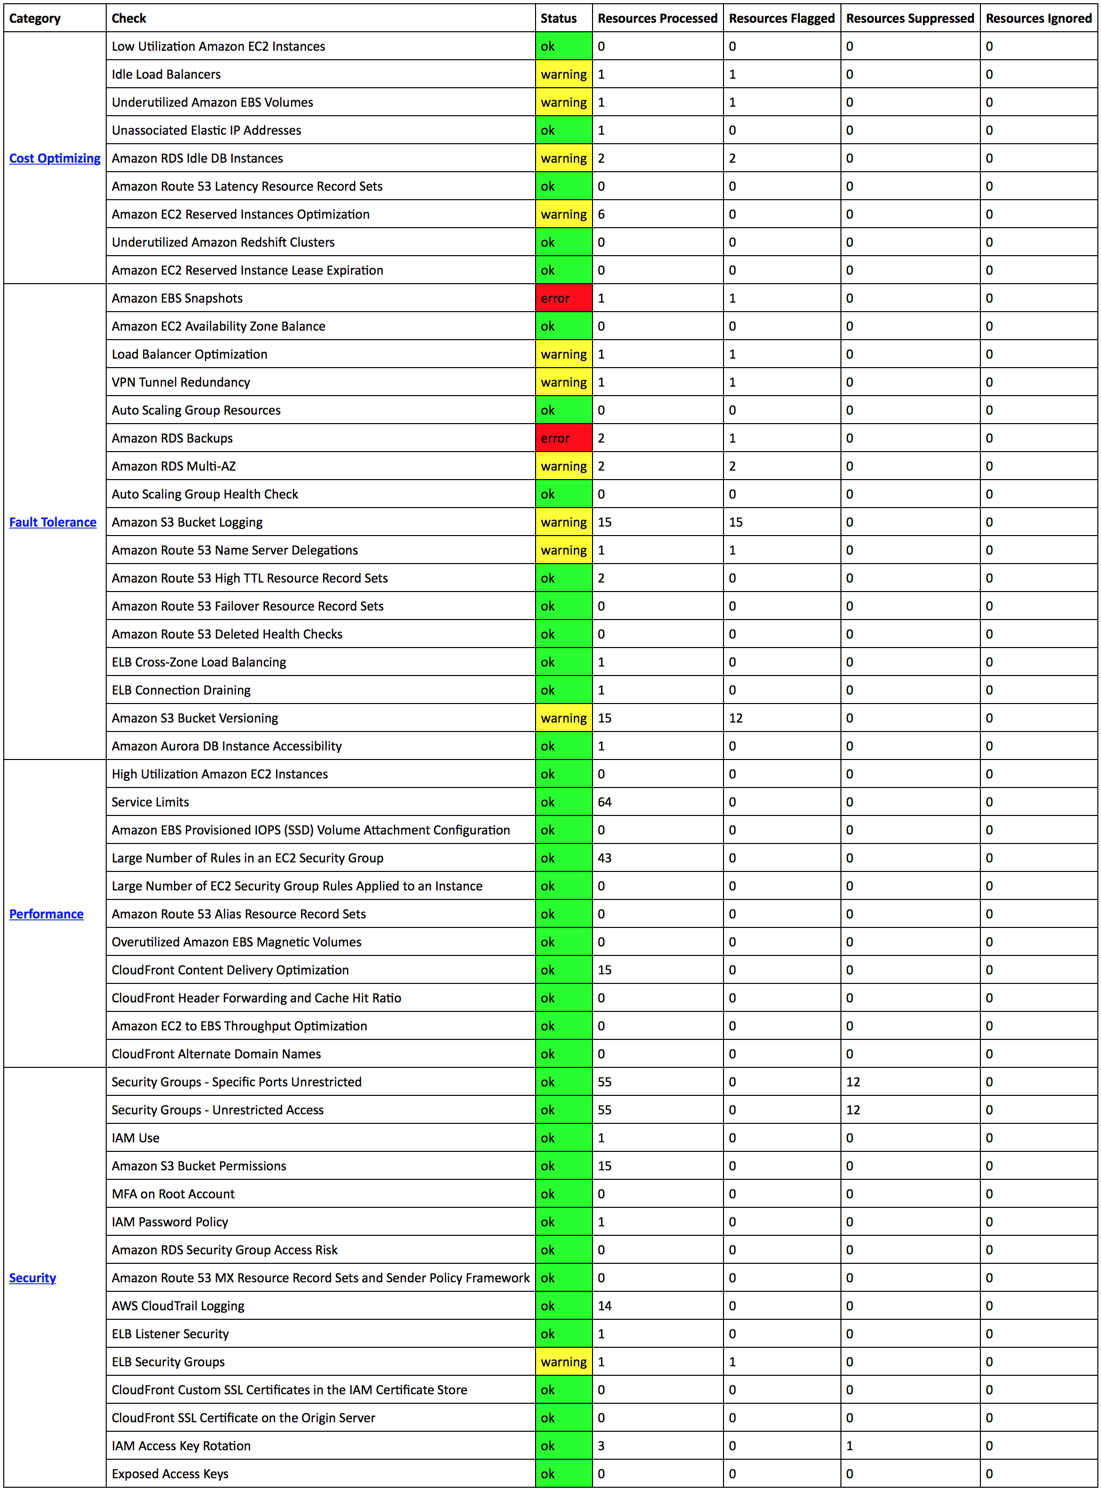 Category Check Status Resources Processed Resources Flagged Resources Suppressed Resources Ignored
Low Utilization Amazon EC2 Instances ok 0 0 0 0
Idle Load Balancers warning 1 1 0 0
Underutilized Amazon EBS Volumes warning 1 1 0 0
Unassociated Elastic IP Addresses ok 1 0 0 0
Cost Optimizing Amazon RDS Idle DB Instances warning 2 2 0 0
Amazon Route 53 Latency Resource Record Sets ok 0 0 0 0
Amazon EC2 Reserved Instances Optimization warning 6 0 0 0
Underutilized Amazon Redshift Clusters ok 0 0 0 0
Amazon EC2 Reserved Instance Lease Expiration ok 0 0 0 0
Amazon EBS Snapshots error 1 1 0 0
Amazon EC2 Availability Zone Balance ok 0 0 0 0
Load Balancer Optimization warning 1 1 0 0
VPN Tunnel Redundancy warning 1 1 0 0
Auto Scaling Group Resources ok 0 0 0 0
Amazon RDS Backups error 2 1 0 0
Amazon RDS Multi-AZ warning 2 2 0 0
Auto Scaling Group Health Check ok 0 0 0 0
Fault Tolerance Amazon S3 Bucket Logging warning 15 15 0 0
Amazon Route 53 Name Server Delegations warning 1 1 0 0
Amazon Route 53 High TTL Resource Record Sets ok 2 0 0 0
Amazon Route 53 Failover Resource Record Sets ok 0 0 0 0
Amazon Route 53 Deleted Health Checks ok 0 0 0 0
ELB Cross-Zone Load Balancing ok 1 0 0 0
ELB Connection Draining ok 1 0 0 0
Amazon S3 Bucket Versioning warning 15 12 0 0
Amazon Aurora DB Instance Accessibility ok 1 0 0 0
High Utilization Amazon EC2 Instances ok 0 0 0 0
Service Limits ok 64 0 0 0
Amazon EBS Provisioned IOPS (SSD) Volume Attachment Configuration ok 0 0 0 0
Large Number of Rules in an EC2 Security Group ok 43 0 0 0
Large Number of EC2 Security Group Rules Applied to an Instance ok 0 0 0 0
Performance Amazon Route 53 Alias Resource Record Sets ok 0 0 0 0
Overutilized Amazon EBS Magnetic Volumes ok 0 0 0 0
CloudFront Content Delivery Optimization ok 15 0 0 0
CloudFront Header Forwarding and Cache Hit Ratio ok 0 0 0 0
Amazon EC2 to EBS Throughput Optimization ok 0 0 0 0
CloudFront Alternate Domain Names ok 0 0 0 0
Security Groups - Specific Ports Unrestricted ok 55 0 12 0
Security Groups - Unrestricted Access ok 55 0 12 0
IAM Use ok 1 0 0 0
Amazon S3 Bucket Permissions ok 15 0 0 0
MFA on Root Account ok 0 0 0 0
IAM Password Policy ok 1 0 0 0
Amazon RDS Security Group Access Risk ok 0 0 0 0
Security Amazon Route 53 MX Resource Record Sets and Sender Policy Framework ok 0 0 0 0
AWS CloudTrail Logging ok 14 0 0 0
ELB Listener Security ok 1 0 0 0
ELB Security Groups warning 1 1 0 0
CloudFront Custom SSL Certificates in the IAM Certificate Store ok 0 0 0 0
CloudFront SSL Certificate on the Origin Server ok 0 0 0 0
IAM Access Key Rotation ok 3 0 1 0
Exposed Access Keys ok 0 0 0 0